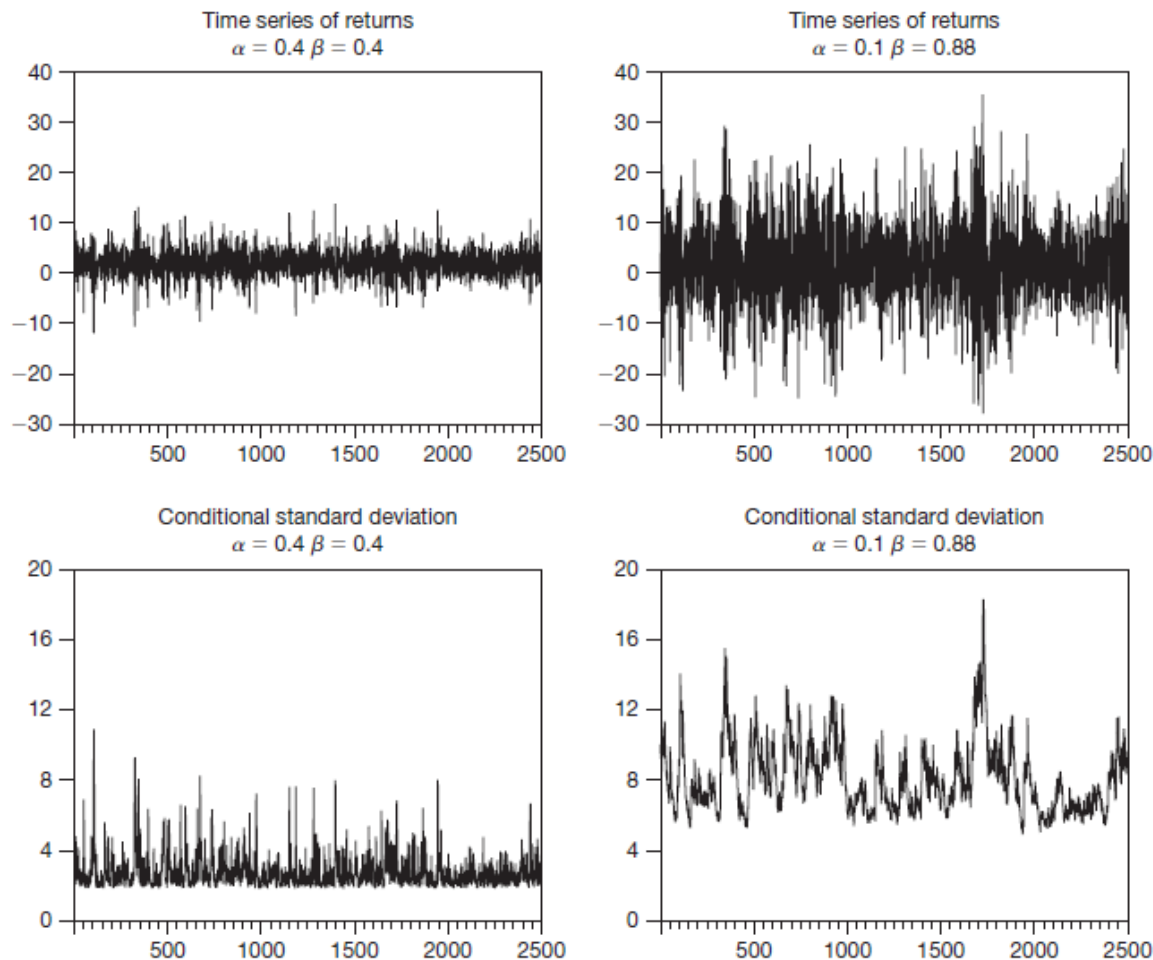 Time series of returns
α = 0.4 β = 0.4
40
30
20
10
0
−10
−20
−30
500 1000 1500 2000 2500
Time series of returns
α = 0.1 β = 0.88
40
30
20
10
0
−10
−20
−30
500 1000 1500 2000 2500
Conditional standard deviation
α = 0.4 β = 0.4
20
16
12
8
4
0
500 1000 1500 2000 2500
Conditional standard deviation
α = 0.1 β = 0.88
20
16
12
8
4
0
500 1000 1500 2000 2500